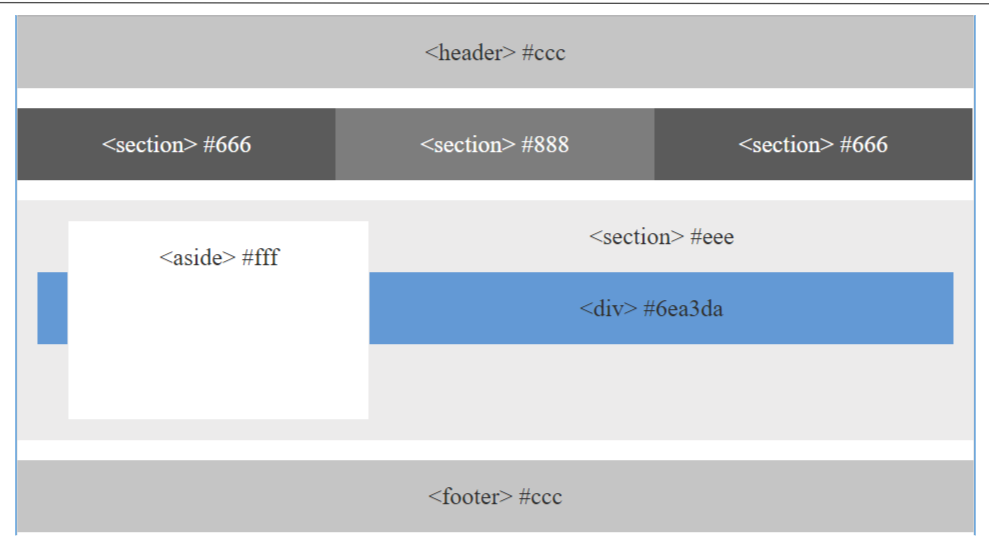 <header> #ccc
<section> #666
<section> #888
<section> #666
<section> #eee
<aside> #fff
<div> #6ea3da
<footer> #ccc